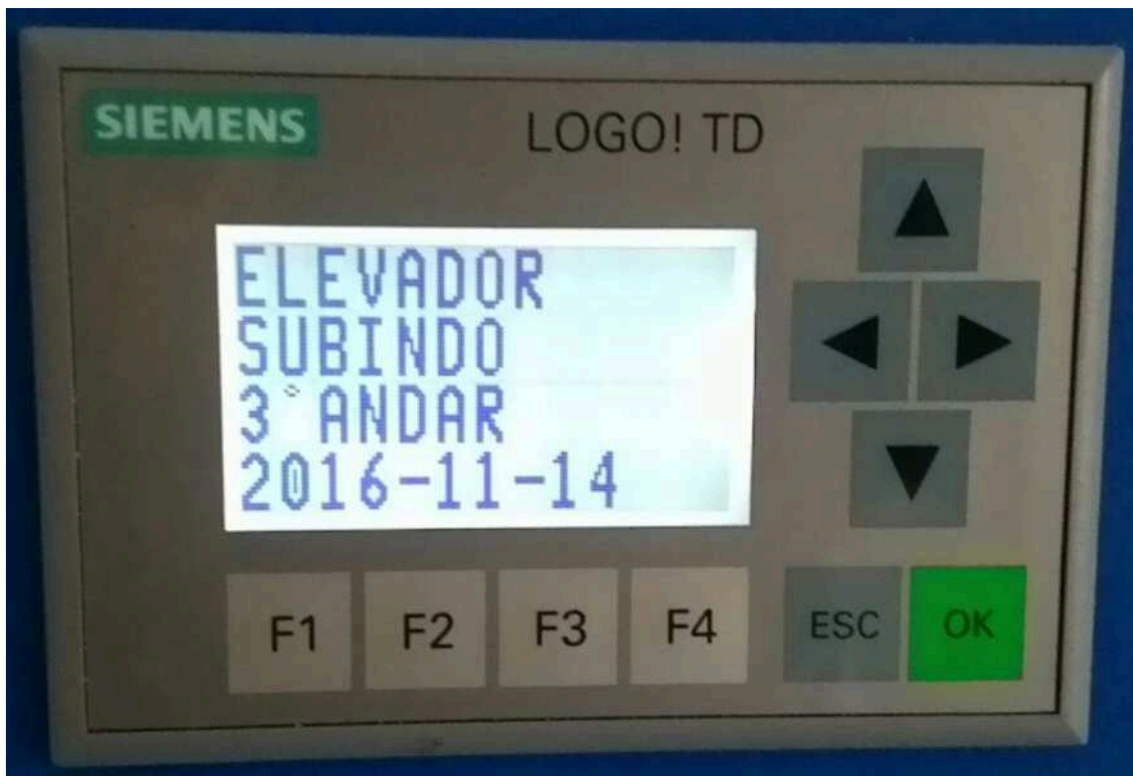 SIEMENS
LOGO! TD
ELEVADOR
SUBINDO
3°ANDAR
2016-11-14
F1 F2 F3 F4 ESC OK